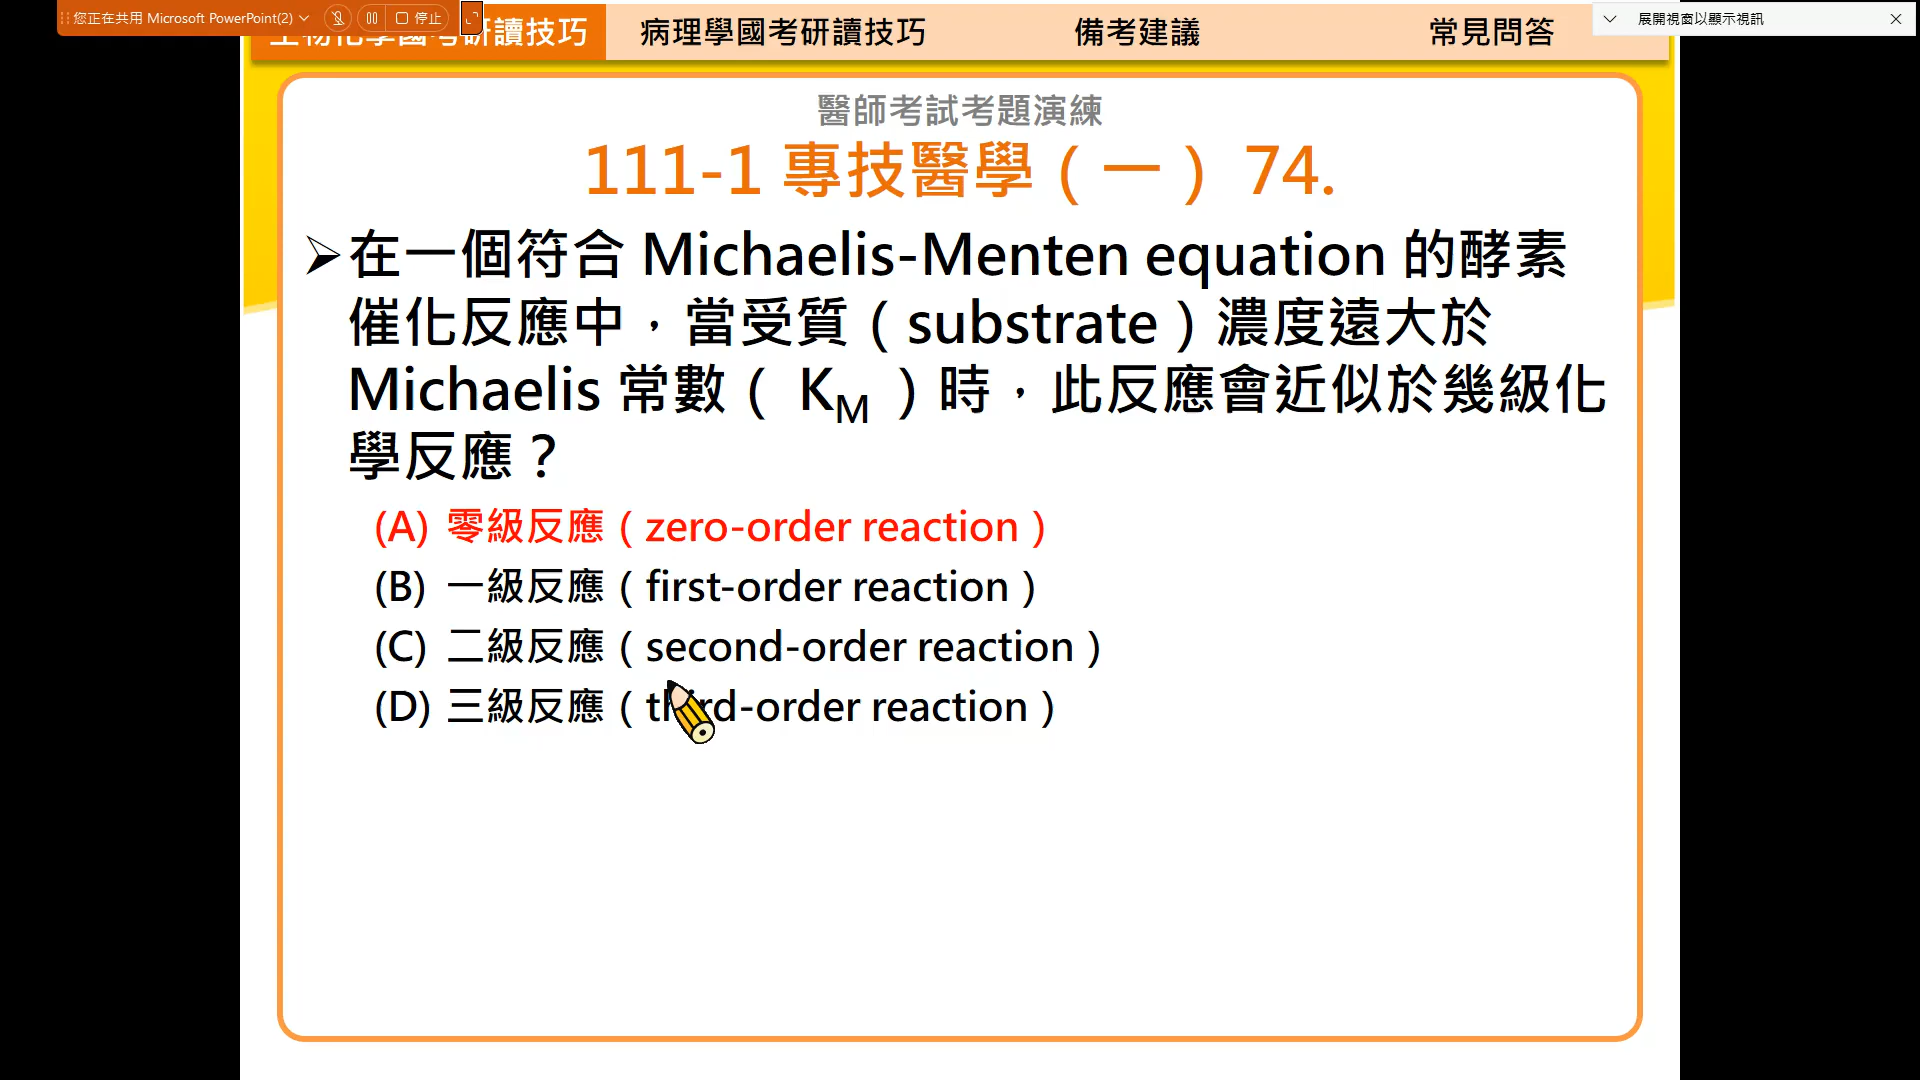 您正在共用 Microsoft PowerPoint(2)
停止
展開視窗以顯示視訊
研讀技巧
病理學國考研讀技巧
備考建議
常見問答
醫師考試考題演練
111-1 專技醫學（一） 74.
➢在一個符合 Michaelis-Menten equation 的酵素
催化反應中，當受質（substrate）濃度遠大於
Michaelis 常數（ KM ）時，此反應會近似於幾級化
學反應？
(A) 零級反應（zero-order reaction）
(B) 一級反應（first-order reaction）
(C) 二級反應（second-order reaction）
(D) 三級反應（third-order reaction）